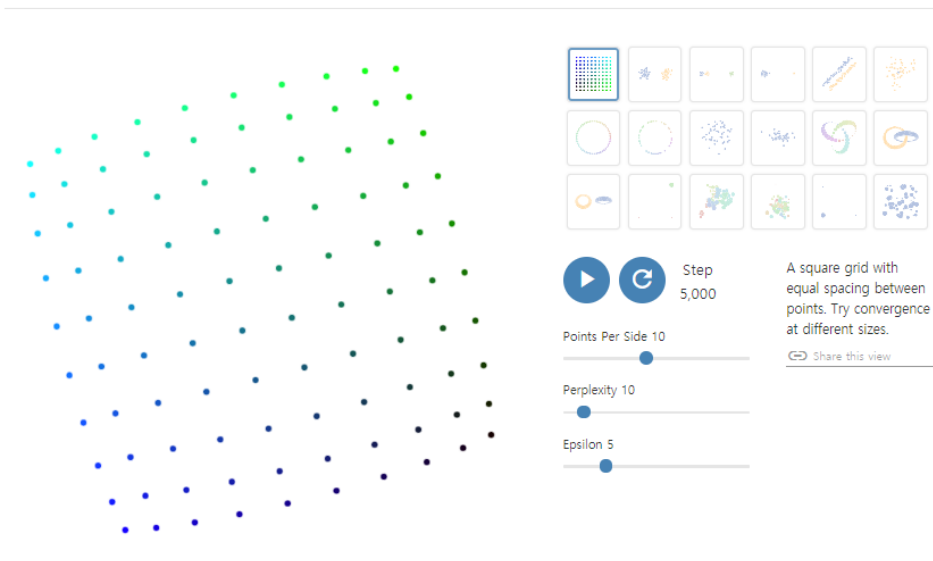 Step
5,000
A square grid with
equal spacing between
points. Try convergence
at different sizes.
Share this view
Points Per Side 10
Perplexity 10
Epsilon 5